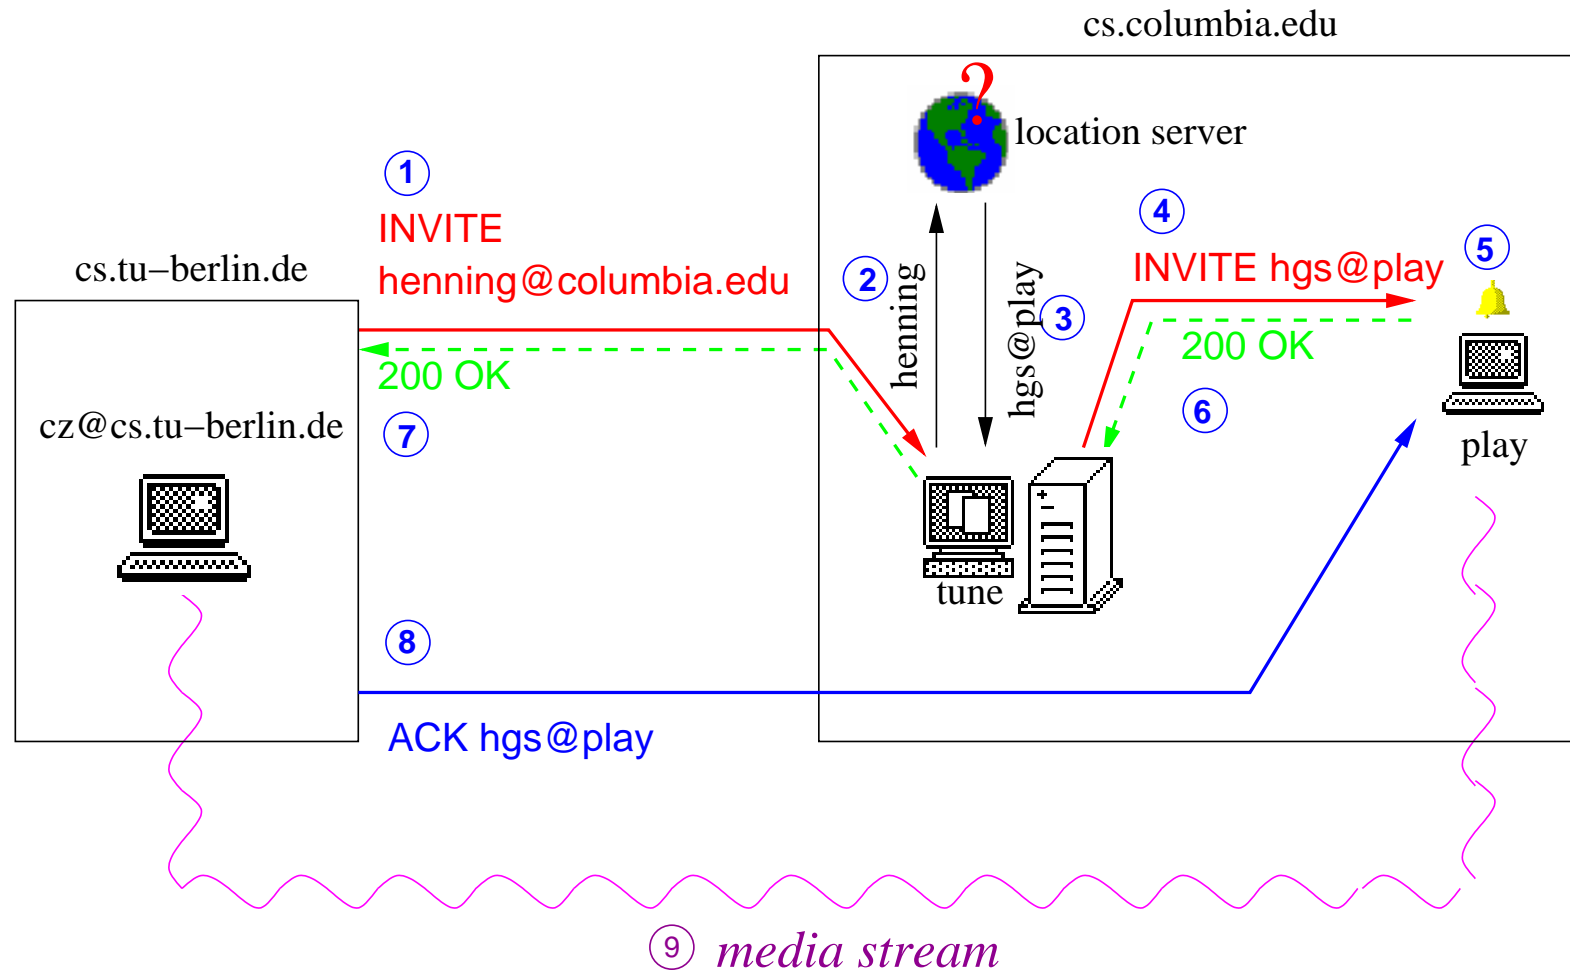 cs.columbia.edu
?
location server
1
INVITE
henning@columbia.edu
cs.tu−berlin.de
2
henning
hgs@play
3
4
INVITE hgs@play
5
200 OK
200 OK
6
cz@cs.tu−berlin.de
7
play
tune
8
ACK hgs@play
9 media stream